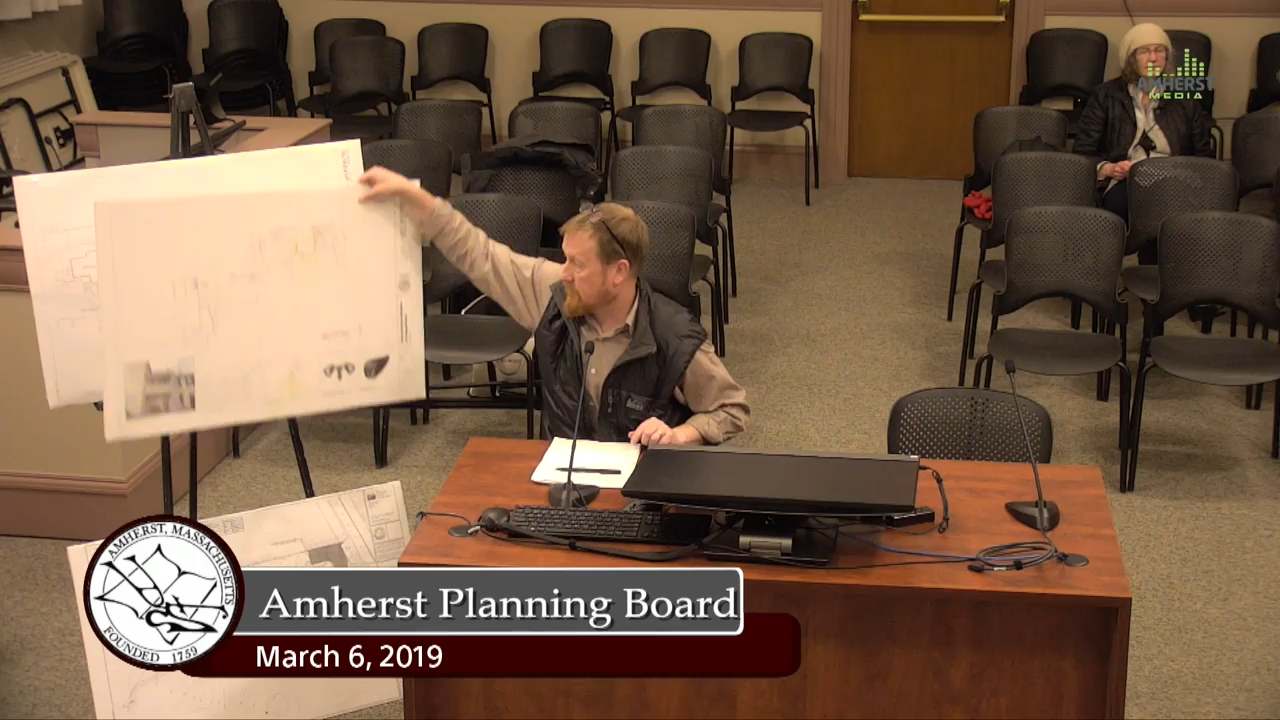 AMHERST
MEDIA
AMHERST, MASSACHUSETTS
FOUNDED 1759
Amherst Planning Board
March 6, 2019